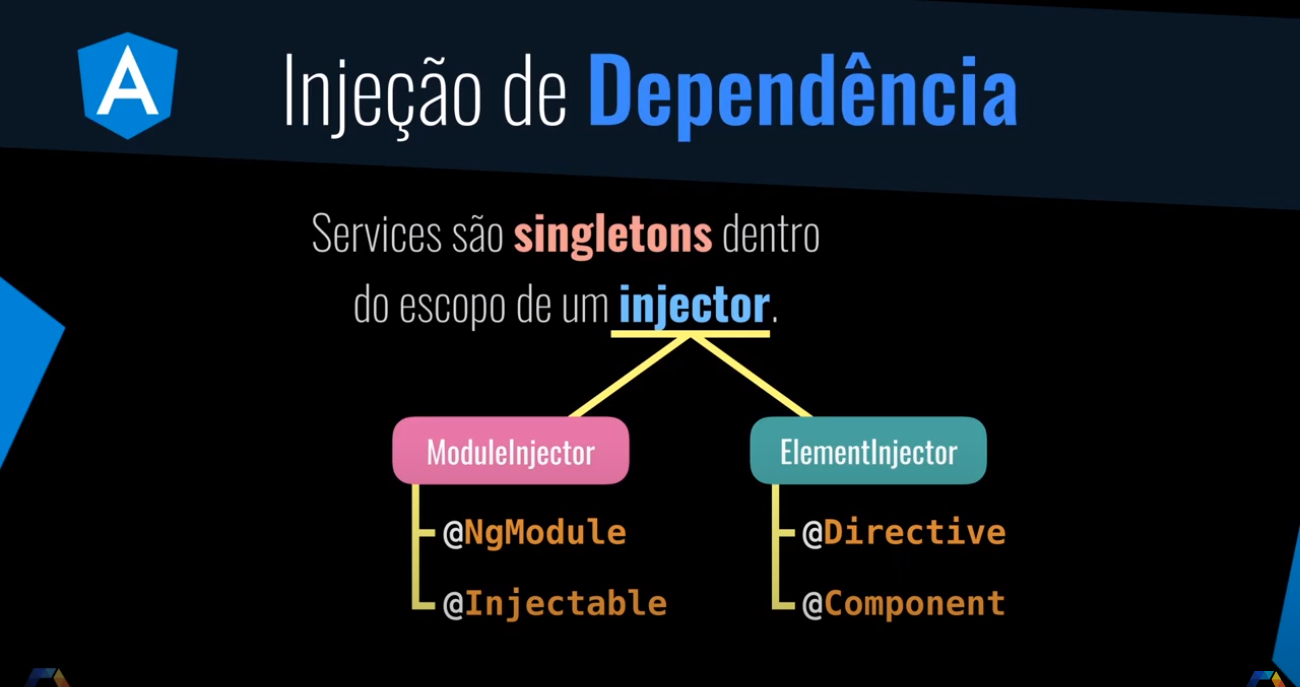 Injeção de Dependência
Services são singletons dentro
do escopo de um injector.
ModuleInjector
ElementInjector
@NgModule
@Directive
@Injectable
@Component